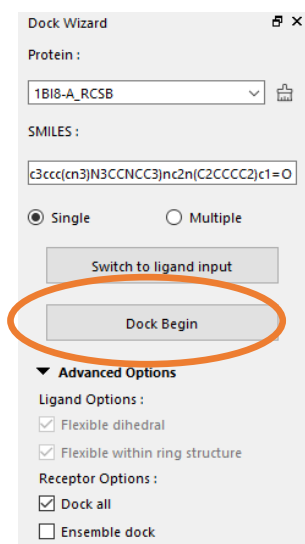 Dock Wizard
Protein :
1BI8-A_RCSB
SMILES :
c3ccc(cn3)N3CCNCC3)nc2n(C2CCCC2)c1=O
Single Multiple
Switch to ligand input
Dock Begin
Advanced Options
Ligand Options :
Flexible dihedral
Flexible within ring structure
Receptor Options :
Dock all
Ensemble dock